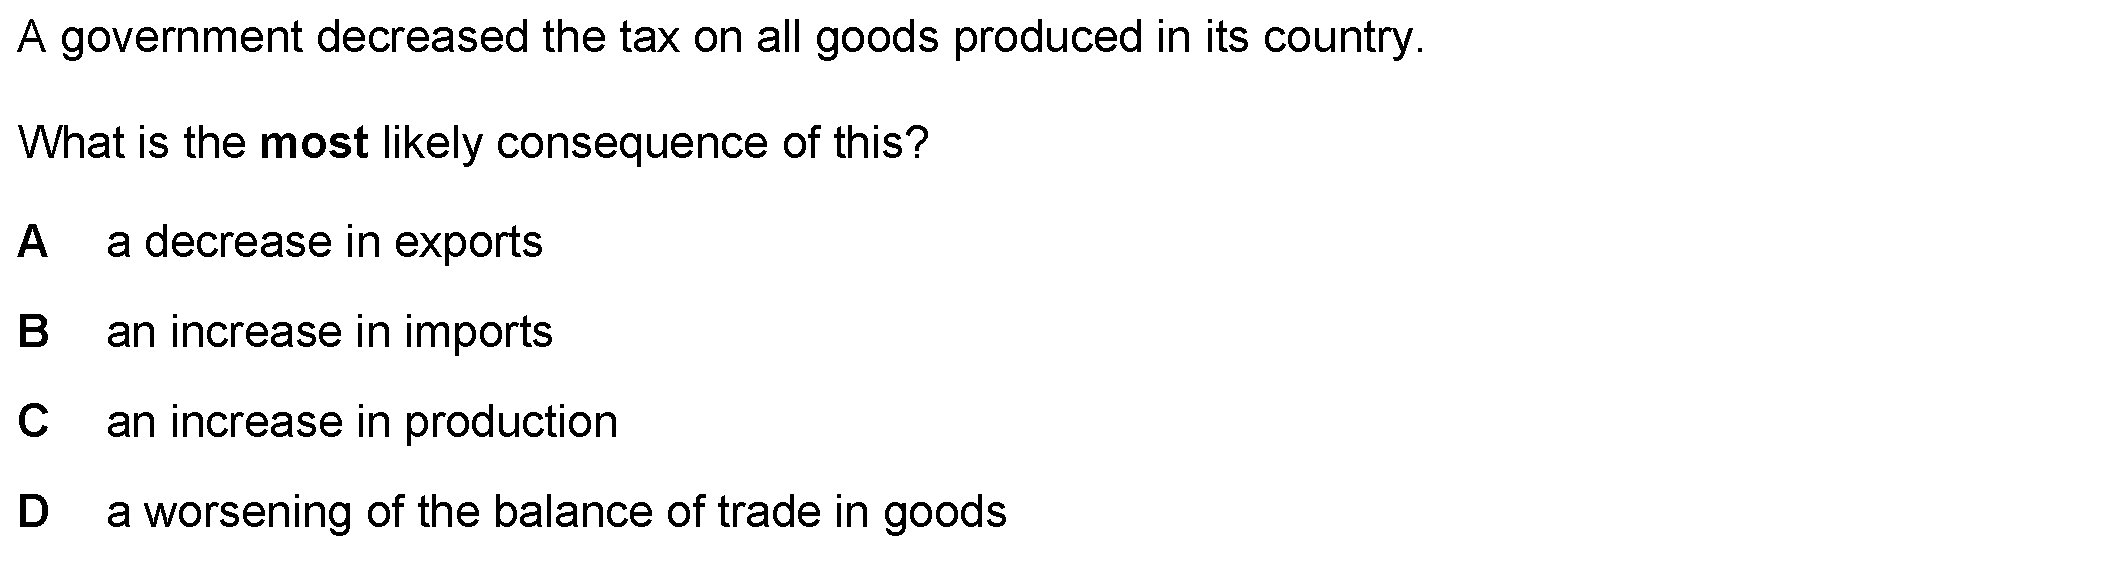 A government decreased the tax on all goods produced in its country.
What is the most likely consequence of this?
A a decrease in exports
B an increase in imports
C an increase in production
D a worsening of the balance of trade in goods